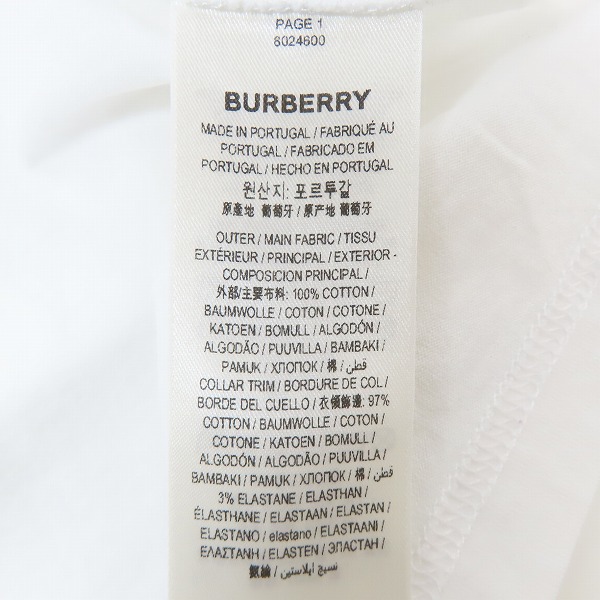 PAGE 1
8024600
BURBERRY
MADE IN PORTUGAL / FABRIQUÉ AU
PORTUGAL / FABRICADO EM
PORTUGAL / HECHO EN PORTUGAL
원산지: 포르투갈
原產地 葡萄牙 / 原产地 葡萄牙
OUTER / MAIN FABRIC / TISSU
EXTÉRIEUR / PRINCIPAL / EXTERIOR -
COMPOSICION PRINCIPAL /
外部/主要布料: 100% COTTON /
BAUMWOLLE / COTON / COTONE /
KATOEN / BOMULL / ALGODÓN /
ALGODÃO / PUUVILLA / BAMBAKI /
PAMUK / ХЛОПОК / 棉 / قطن /
COLLAR TRIM / BORDURE DE COL /
BORDE DEL CUELLO / 衣領飾邊: 97%
COTTON / BAUMWOLLE / COTON /
COTONE / KATOEN / BOMULL /
ALGODÓN / ALGODÃO / PUUVILLA /
BAMBAKI / PAMUK / ХЛОПОК / 棉 / قطن /
3% ELASTANE / ELASTHAN /
ÉLASTHANE / ELASTAAN / ELASTAN /
ELASTANO / elastano / ELASTAANI /
ΕΛΑΣΤΑΝΗ / ELASTEN / ЭЛАСТАН /
氨綸 / نسيج ايلاستين